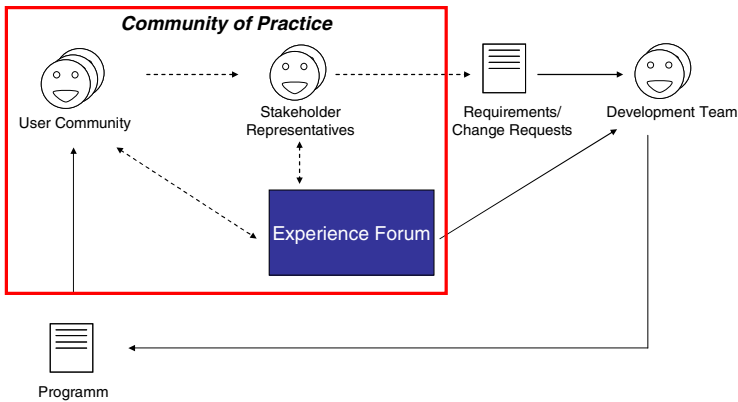 Community of Practice
User Community
Stakeholder
Representatives
Requirements/
Change Requests
Development Team
Experience Forum
Programm